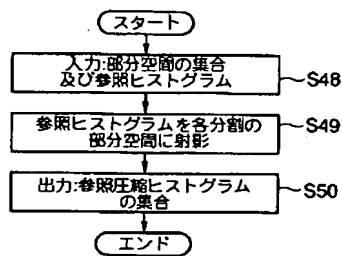 スタート
入力:部分空間の集合
及び参照ヒストグラム
S48
参照ヒストグラムを各分割の
部分空間に射影
S49
出力:参照圧縮ヒストグラム
の集合
S50
エンド